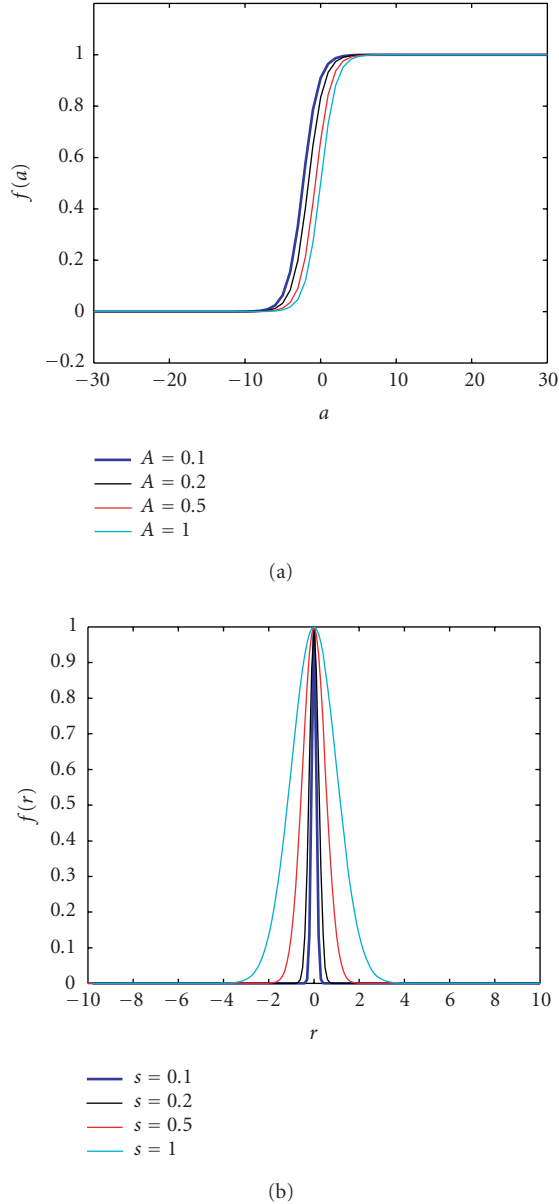 1
0.8
0.6
0.4
0.2
0
−0.2
f(a)
−30 −20 −10 0 10 20 30
a
A = 0.1
A = 0.2
A = 0.5
A = 1
(a)
1
0.9
0.8
0.7
0.6
0.5
0.4
0.3
0.2
0.1
0
f(r)
−10 −8 −6 −4 −2 0 2 4 6 8 10
r
s = 0.1
s = 0.2
s = 0.5
s = 1
(b)